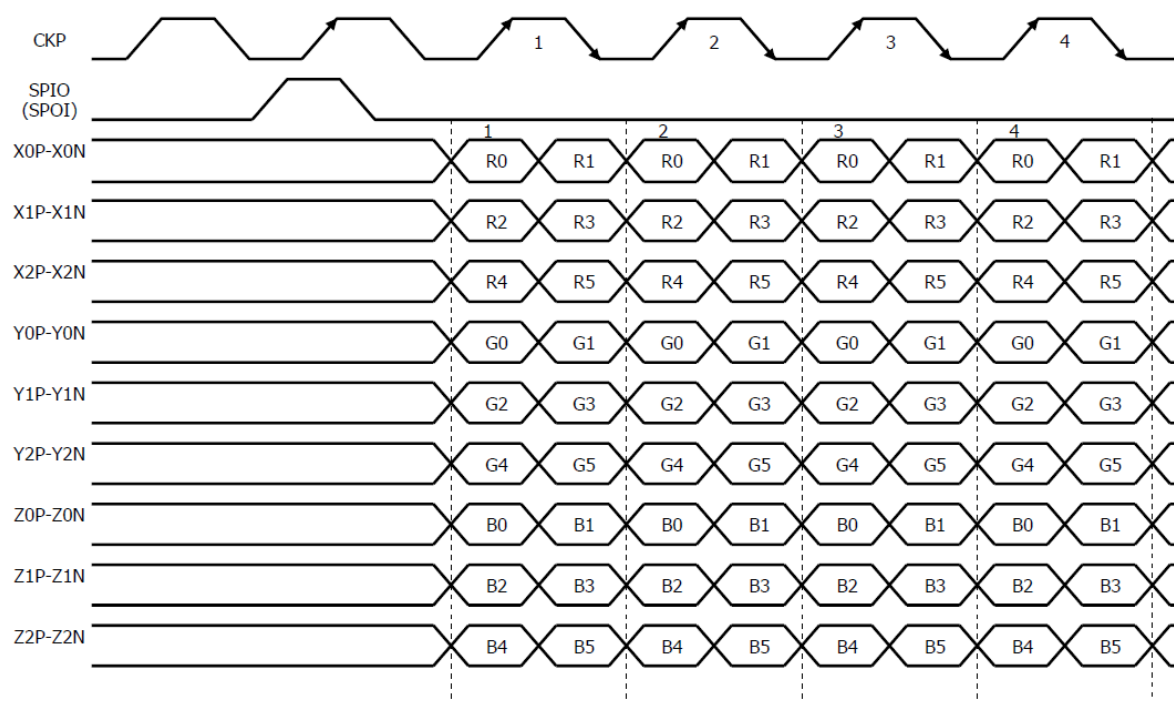 CKP 1 2 3 4
SPIO
(SPOI)
1 2 3 4
X0P-X0N R0 R1 R0 R1 R0 R1 R0 R1
X1P-X1N R2 R3 R2 R3 R2 R3 R2 R3
X2P-X2N R4 R5 R4 R5 R4 R5 R4 R5
Y0P-Y0N G0 G1 G0 G1 G0 G1 G0 G1
Y1P-Y1N G2 G3 G2 G3 G2 G3 G2 G3
Y2P-Y2N G4 G5 G4 G5 G4 G5 G4 G5
Z0P-Z0N B0 B1 B0 B1 B0 B1 B0 B1
Z1P-Z1N B2 B3 B2 B3 B2 B3 B2 B3
Z2P-Z2N B4 B5 B4 B5 B4 B5 B4 B5